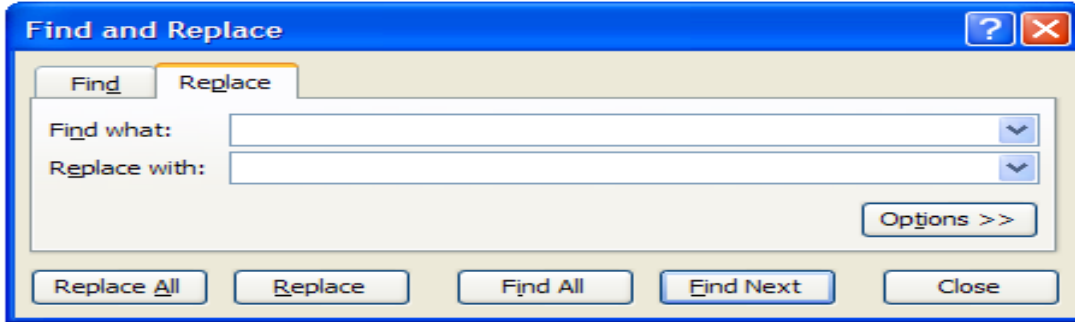 Find and Replace ?
Find Replace
Find what:
Replace with:
Options >>
Replace All Replace Find All Find Next Close